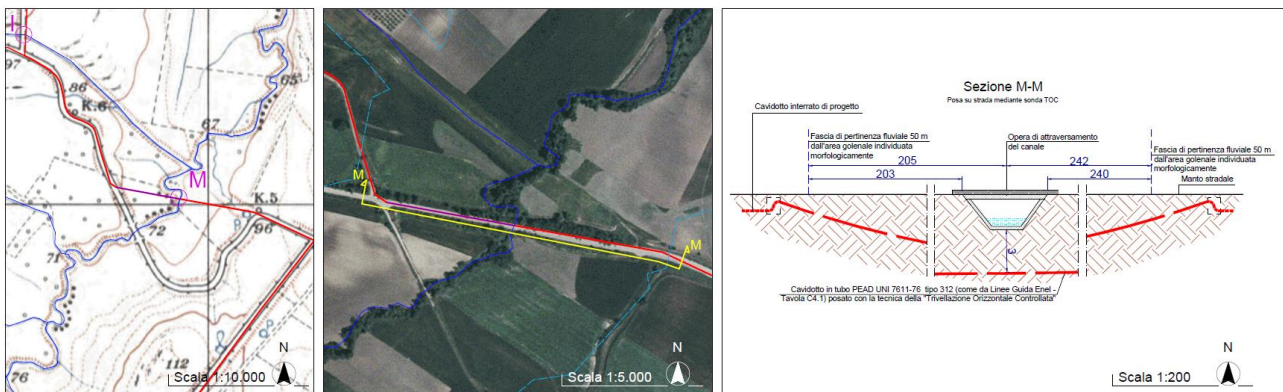 I
97
86
K.6
65
67
M
K.5
96
72
71
112
76
N
Scala 1:10.000
M
M
N
Scala 1:5.000
Sezione M-M
Posa su strada mediante sonda TOC
Cavidotto interrato di progetto
Fascia di pertinenza fluviale 50 m
dall'area golenale individuata
morfologicamente
Opera di attraversamento
del canale
Fascia di pertinenza fluviale 50 m
dall'area golenale individuata
morfologicamente
205
242
203
240
Manto stradale
3
Cavidotto in tubo PEAD UNI 7611-76 tipo 312 (come da Linee Guida Enel -
Tavola C4.1) posato con la tecnica della "Trivellazione Orizzontale Controllata"
N
Scala 1:200